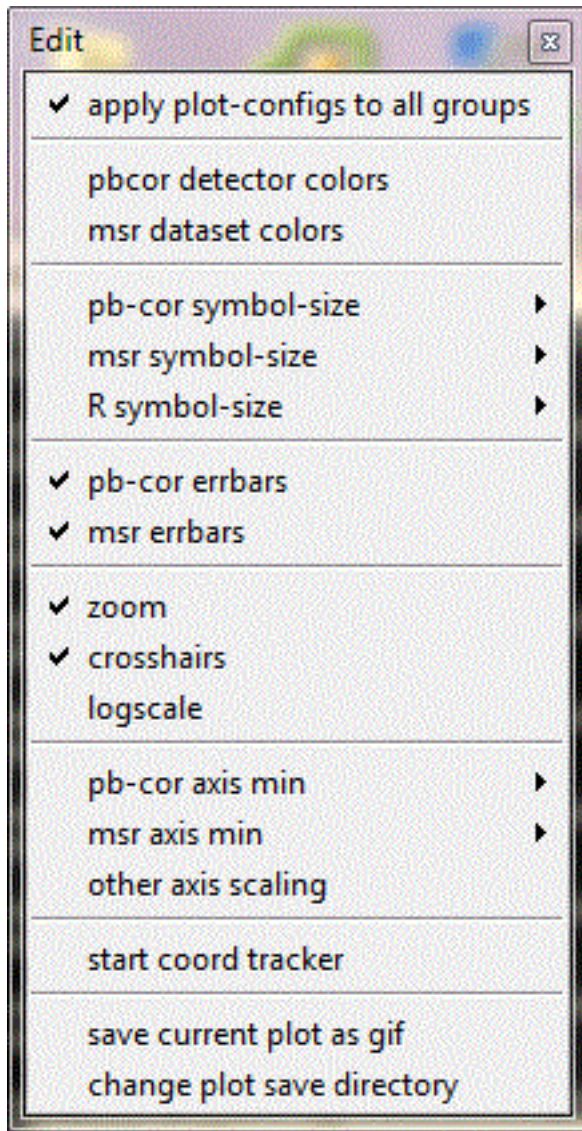 Edit
apply plot-configs to all groups
pbcor detector colors
msr dataset colors
pb-cor symbol-size
msr symbol-size
R symbol-size
pb-cor errbars
msr errbars
zoom
crosshairs
logscale
pb-cor axis min
msr axis min
other axis scaling
start coord tracker
save current plot as gif
change plot save directory